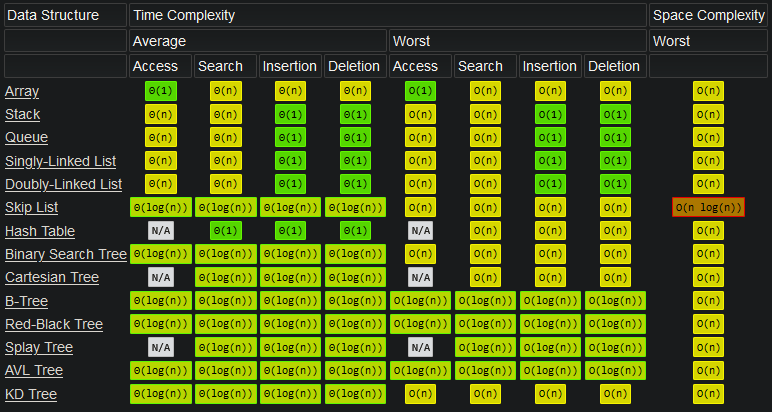 Data Structure Time Complexity Space Complexity
Average Worst Worst
Access Search Insertion Deletion Access Search Insertion Deletion
Array Θ(1) Θ(n) Θ(n) Θ(n) O(1) O(n) O(n) O(n) O(n)
Stack Θ(n) Θ(n) Θ(1) Θ(1) O(n) O(n) O(1) O(1) O(n)
Queue Θ(n) Θ(n) Θ(1) Θ(1) O(n) O(n) O(1) O(1) O(n)
Singly-Linked List Θ(n) Θ(n) Θ(1) Θ(1) O(n) O(n) O(1) O(1) O(n)
Doubly-Linked List Θ(n) Θ(n) Θ(1) Θ(1) O(n) O(n) O(1) O(1) O(n)
Skip List Θ(log(n)) Θ(log(n)) Θ(log(n)) Θ(log(n)) O(n) O(n) O(n) O(n) O(n log(n))
Hash Table N/A Θ(1) Θ(1) Θ(1) N/A O(n) O(n) O(n) O(n)
Binary Search Tree Θ(log(n)) Θ(log(n)) Θ(log(n)) Θ(log(n)) O(n) O(n) O(n) O(n) O(n)
Cartesian Tree N/A Θ(log(n)) Θ(log(n)) Θ(log(n)) N/A O(n) O(n) O(n) O(n)
B-Tree Θ(log(n)) Θ(log(n)) Θ(log(n)) Θ(log(n)) O(log(n)) O(log(n)) O(log(n)) O(log(n)) O(n)
Red-Black Tree Θ(log(n)) Θ(log(n)) Θ(log(n)) Θ(log(n)) O(log(n)) O(log(n)) O(log(n)) O(log(n)) O(n)
Splay Tree N/A Θ(log(n)) Θ(log(n)) Θ(log(n)) N/A O(log(n)) O(log(n)) O(log(n)) O(n)
AVL Tree Θ(log(n)) Θ(log(n)) Θ(log(n)) Θ(log(n)) O(log(n)) O(log(n)) O(log(n)) O(log(n)) O(n)
KD Tree Θ(log(n)) Θ(log(n)) Θ(log(n)) Θ(log(n)) O(n) O(n) O(n) O(n) O(n)